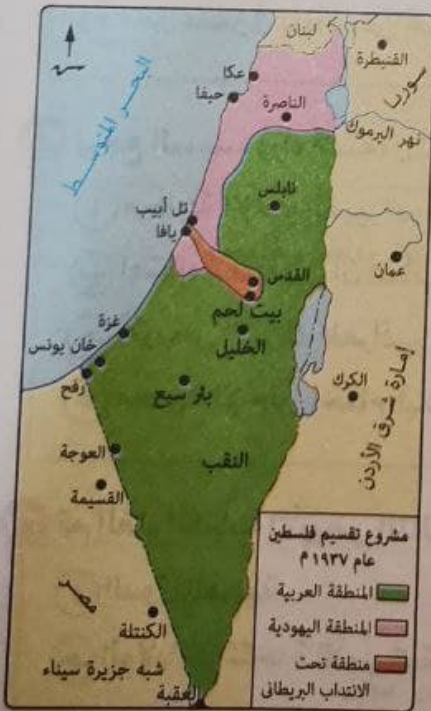 لبنان
القنيطرة
سوريا
عكا
حيفا
الناصرة
نهر اليرموك
البحر المتوسط
نابلس
تل أبيب
يافا
القدس
عمان
بيت لحم
الخليل
غزة
خان يونس
رفح
بئر سبع
الكرك
إمارة شرق الأردن
العوجة
النقب
القسيمة
مصر
الكنتلة
شبه جزيرة سيناء
العقبة
مشروع تقسيم فلسطين
عام ١٩٣٧م
المنطقة العربية
المنطقة اليهودية
منطقة تحت
الانتداب البريطانى